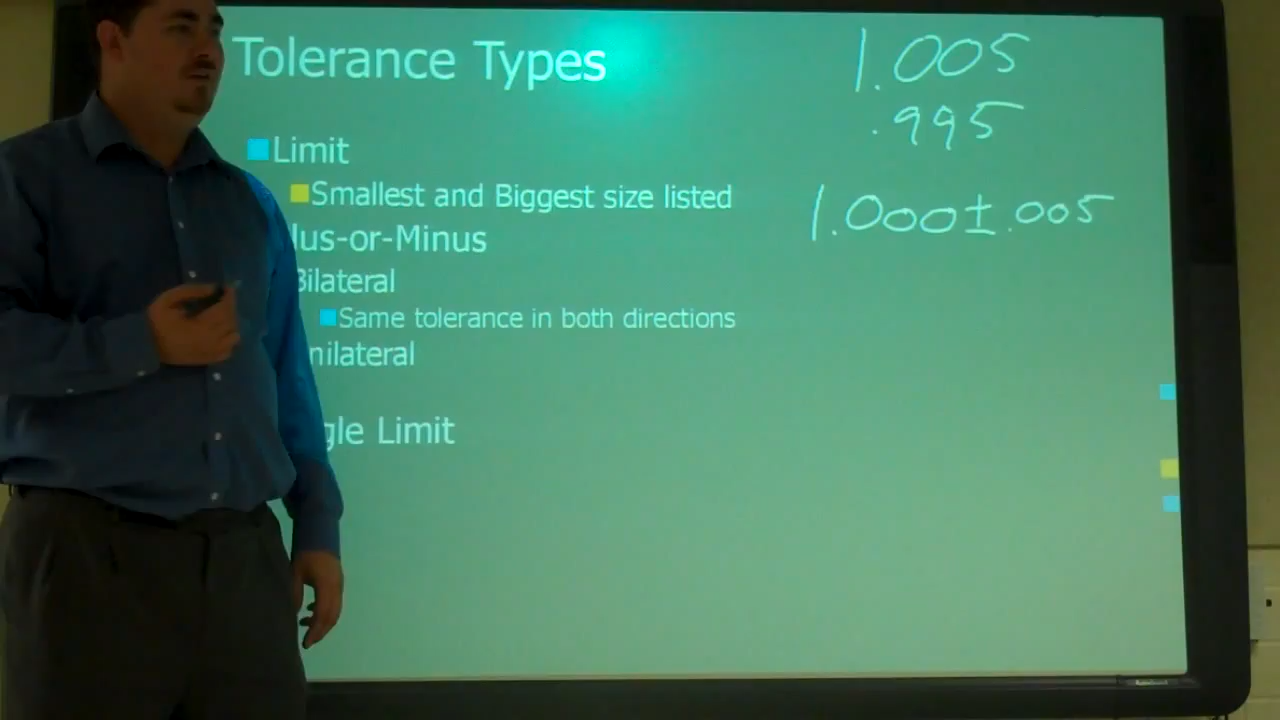 Tolerance Types
1.005
.995
Limit
Smallest and Biggest size listed
1.000±.005
lus-or-Minus
Bilateral
Same tolerance in both directions
nilateral
gle Limit